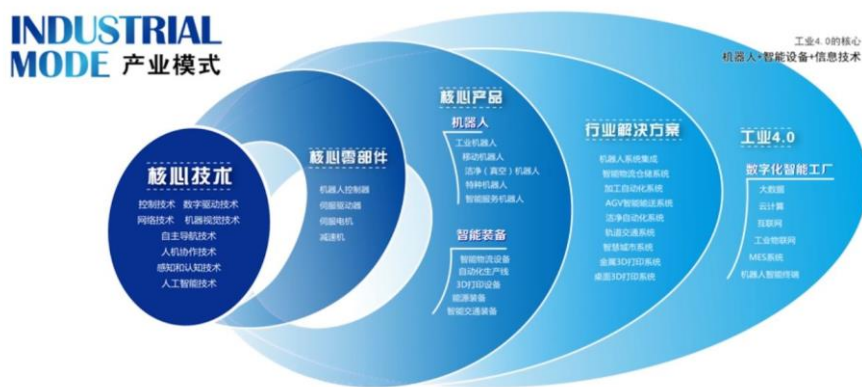 INDUSTRIAL
MODE 产业模式
工业4.0的核心
机器人+智能设备+信息技术
核心技术
控制技术 数字驱动技术
网络技术 机器视觉技术
自主导航技术
人机协作技术
感知和认知技术
人工智能技术
核心零部件
机器人控制器
伺服驱动器
伺服电机
减速机
核心产品
机器人
工业机器人
移动机器人
洁净（真空）机器人
特种机器人
智能服务机器人
智能装备
智能物流设备
自动化生产线
3D打印设备
能源装备
智能交通装备
行业解决方案
机器人系统集成
智能物流仓储系统
加工自动化系统
AGV智能输送系统
洁净自动化系统
轨道交通系统
智慧城市系统
金属3D打印系统
桌面3D打印系统
工业4.0
数字化智能工厂
大数据
云计算
互联网
工业物联网
MES系统
机器人智能终端